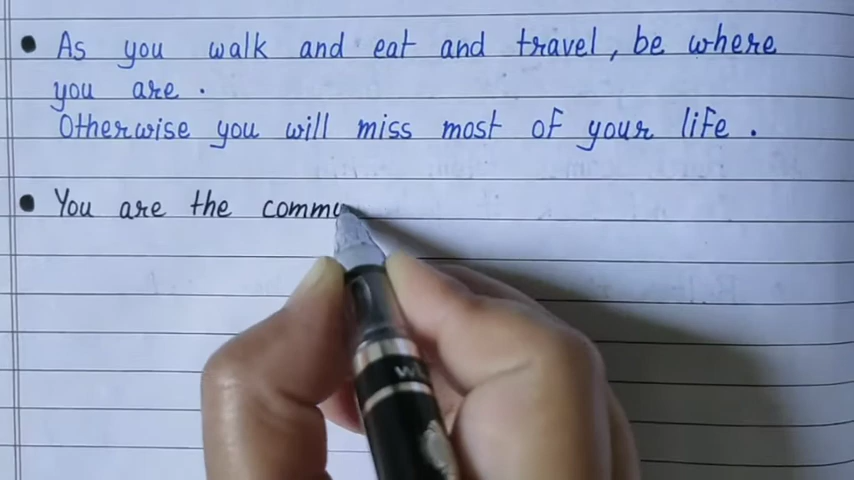 As you walk and eat and travel, be where
you are.
Otherwise you will miss most of your life.
You are the commu